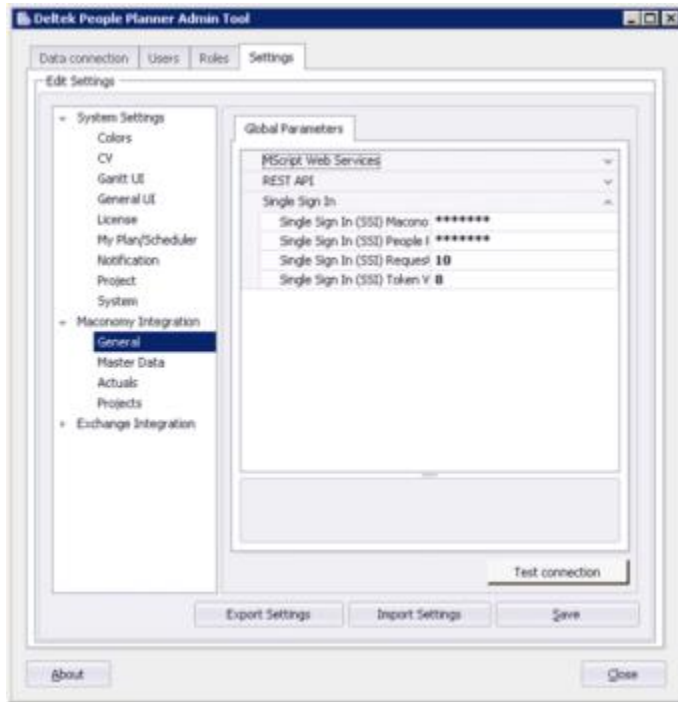 Deltek People Planner Admin Tool
Data connection Users Roles Settings
Edit Settings
System Settings
Colors
CV
Gantt UI
General UI
License
My Plan/Scheduler
Notification
Project
System
Maconomy Integration
General
Master Data
Actuals
Projects
Exchange Integration
Global Parameters
MScript Web Services
REST API
Single Sign In
Single Sign In (SSI) Macono *******
Single Sign In (SSI) People *******
Single Sign In (SSI) Request 10
Single Sign In (SSI) Token V 8
Test connection
Export Settings Import Settings Save
About Close